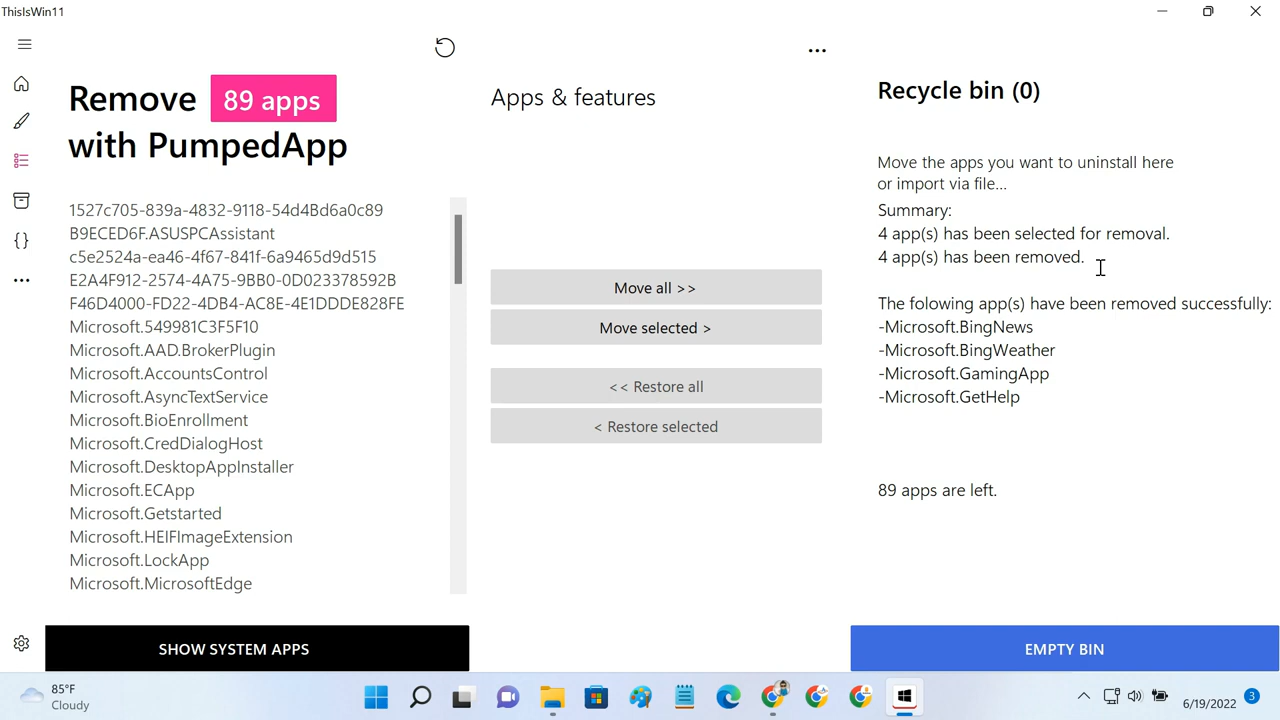 ThisIsWin11
Remove 89 apps
with PumpedApp
1527c705-839a-4832-9118-54d4Bd6a0c89
B9ECED6F.ASUSPCAssistant
c5e2524a-ea46-4f67-841f-6a9465d9d515
E2A4F912-2574-4A75-9BB0-0D023378592B
F46D4000-FD22-4DB4-AC8E-4E1DDDE828FE
Microsoft.549981C3F5F10
Microsoft.AAD.BrokerPlugin
Microsoft.AccountsControl
Microsoft.AsyncTextService
Microsoft.BioEnrollment
Microsoft.CredDialogHost
Microsoft.DesktopAppInstaller
Microsoft.ECApp
Microsoft.Getstarted
Microsoft.HEIFImageExtension
Microsoft.LockApp
Microsoft.MicrosoftEdge
SHOW SYSTEM APPS
Apps & features
Move all >>
Move selected >
<< Restore all
< Restore selected
Recycle bin (0)
Move the apps you want to uninstall here
or import via file...
Summary:
4 app(s) has been selected for removal.
4 app(s) has been removed.
The folowing app(s) have been removed successfully:
-Microsoft.BingNews
-Microsoft.BingWeather
-Microsoft.GamingApp
-Microsoft.GetHelp
89 apps are left.
EMPTY BIN
85°F
Cloudy
6/19/2022
3